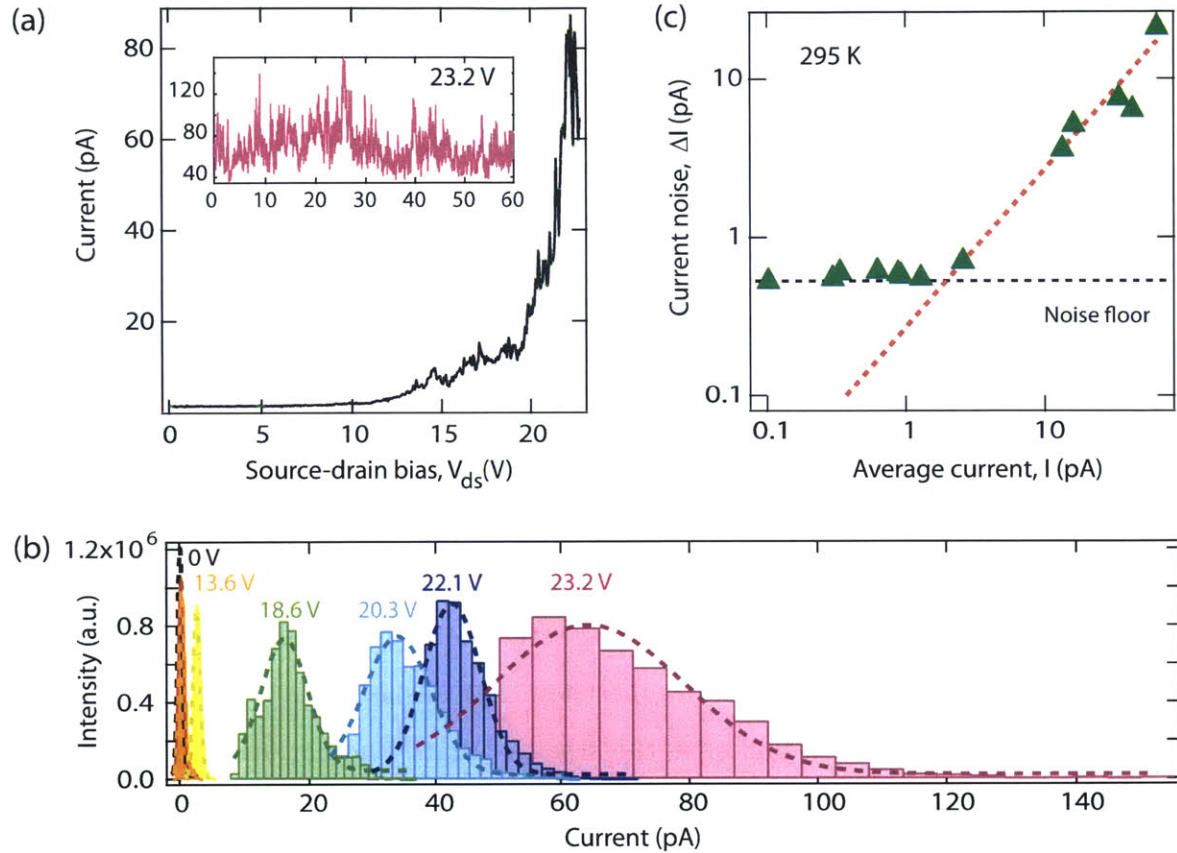 (a)
80
60
40
20
Current (pA)
23.2 V
120
80
40
0 10 20 30 40 50 60
0 5 10 15 20
Source-drain bias, Vds(V)
(c)
295 K
10
1
0.1
Current noise, ΔI (pA)
Noise floor
0.1 1 10
Average current, I (pA)
(b)
1.2x10⁶
0.8
0.4
0.0
Intensity (a.u.)
0 V
13.6 V
18.6 V
20.3 V
22.1 V
23.2 V
0 20 40 60 80 100 120 140
Current (pA)